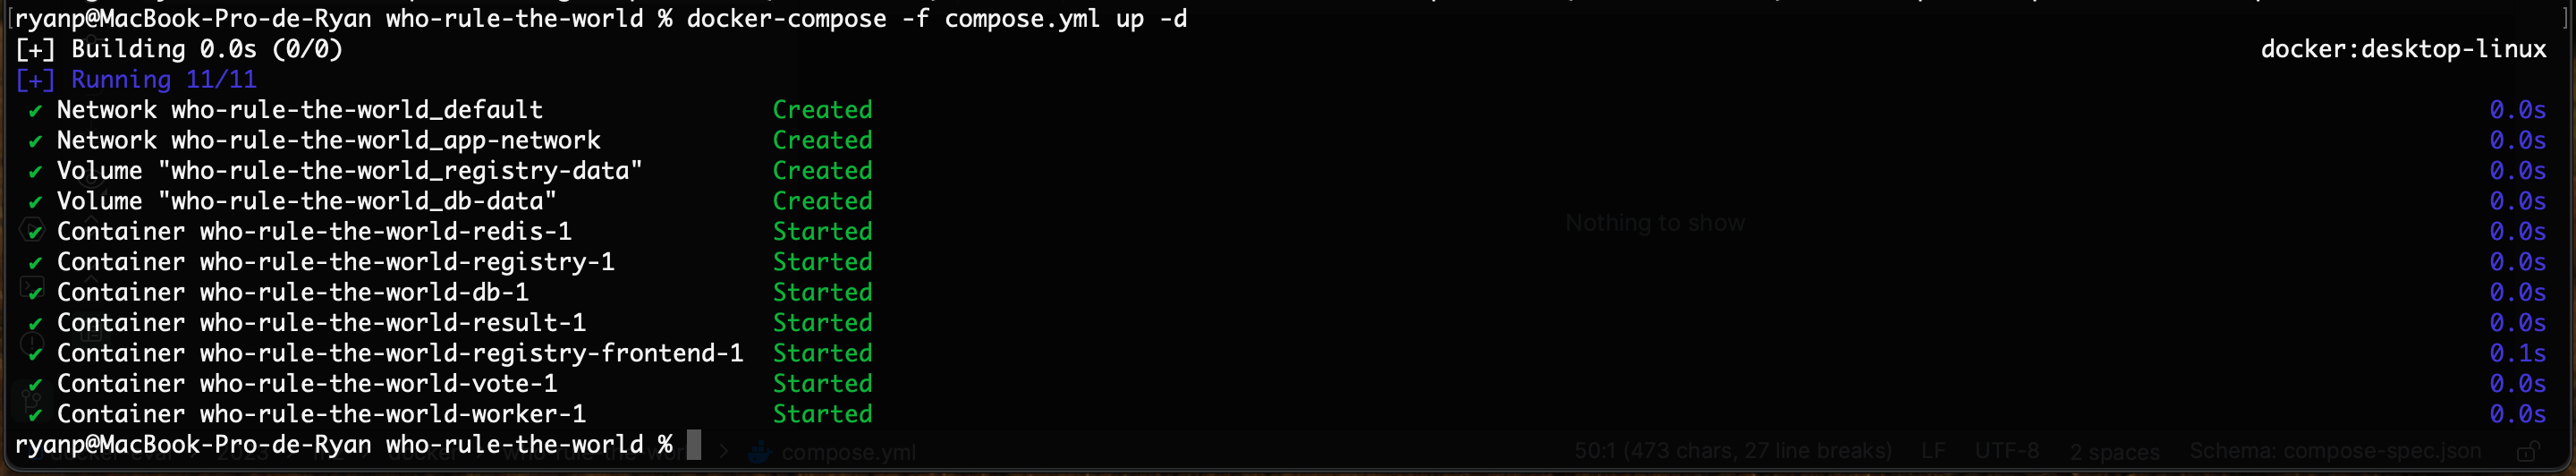 [ryanp@MacBook-Pro-de-Ryan who-rule-the-world % docker-compose -f compose.yml up -d ]
[+] Building 0.0s (0/0) docker:desktop-linux
[+] Running 11/11
✔ Network who-rule-the-world_default Created 0.0s
✔ Network who-rule-the-world_app-network Created 0.0s
✔ Volume "who-rule-the-world_registry-data" Created 0.0s
✔ Volume "who-rule-the-world_db-data" Created 0.0s
✔ Container who-rule-the-world-redis-1 Started 0.0s
Nothing to show
✔ Container who-rule-the-world-registry-1 Started 0.0s
✔ Container who-rule-the-world-db-1 Started 0.0s
✔ Container who-rule-the-world-result-1 Started 0.0s
✔ Container who-rule-the-world-registry-frontend-1 Started 0.1s
✔ Container who-rule-the-world-vote-1 Started 0.0s
✔ Container who-rule-the-world-worker-1 Started 0.0s
ryanp@MacBook-Pro-de-Ryan who-rule-the-world %
compose.yml 50:1 (473 chars, 27 line breaks) LF UTF-8 2 spaces Schema: compose-spec.json